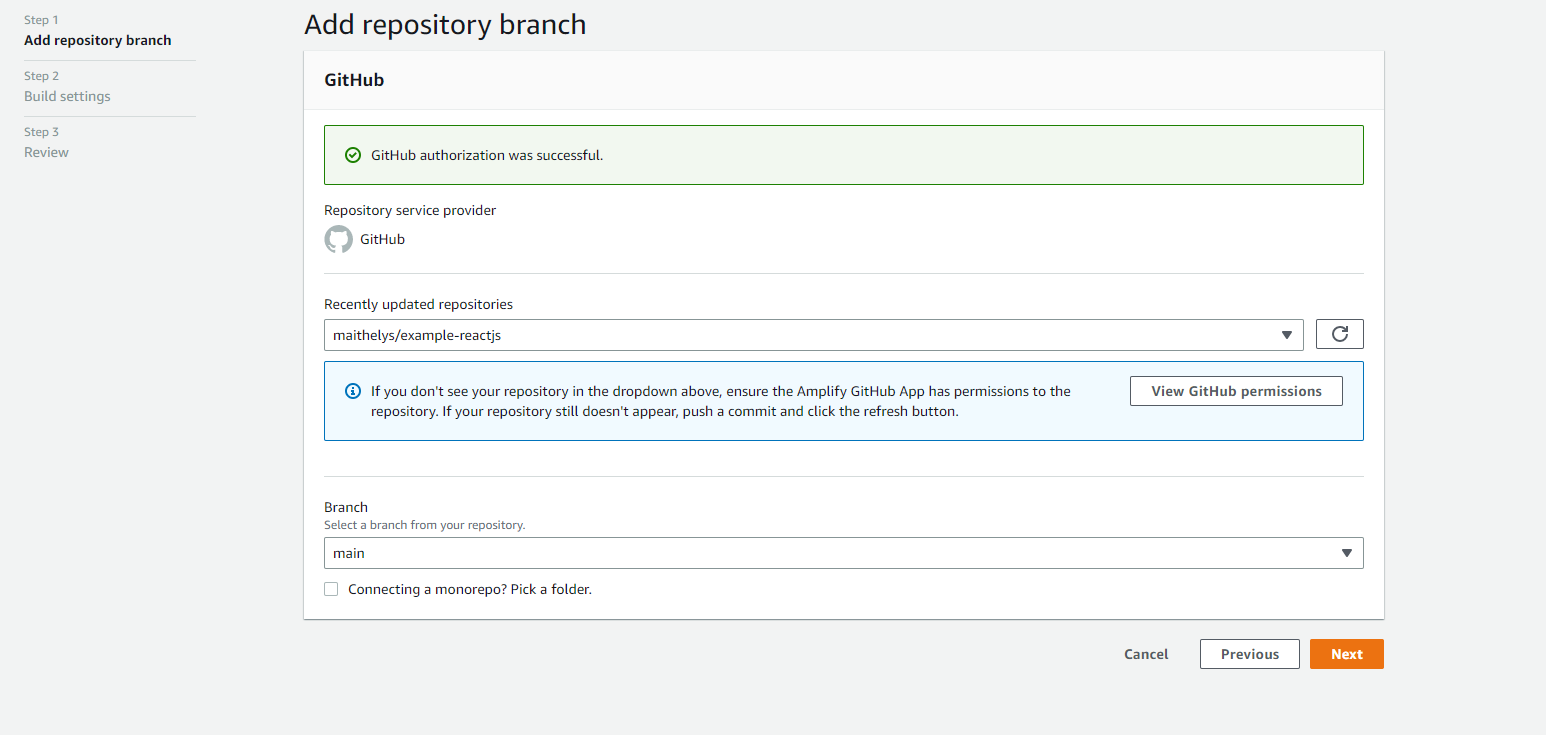 Step 1
Add repository branch
Step 2
Build settings
Step 3
Review
Add repository branch
GitHub
GitHub authorization was successful.
Repository service provider
GitHub
Recently updated repositories
maithelys/example-reactjs
If you don't see your repository in the dropdown above, ensure the Amplify GitHub App has permissions to the
repository. If your repository still doesn't appear, push a commit and click the refresh button.
View GitHub permissions
Branch
Select a branch from your repository.
main
Connecting a monorepo? Pick a folder.
Cancel
Previous
Next